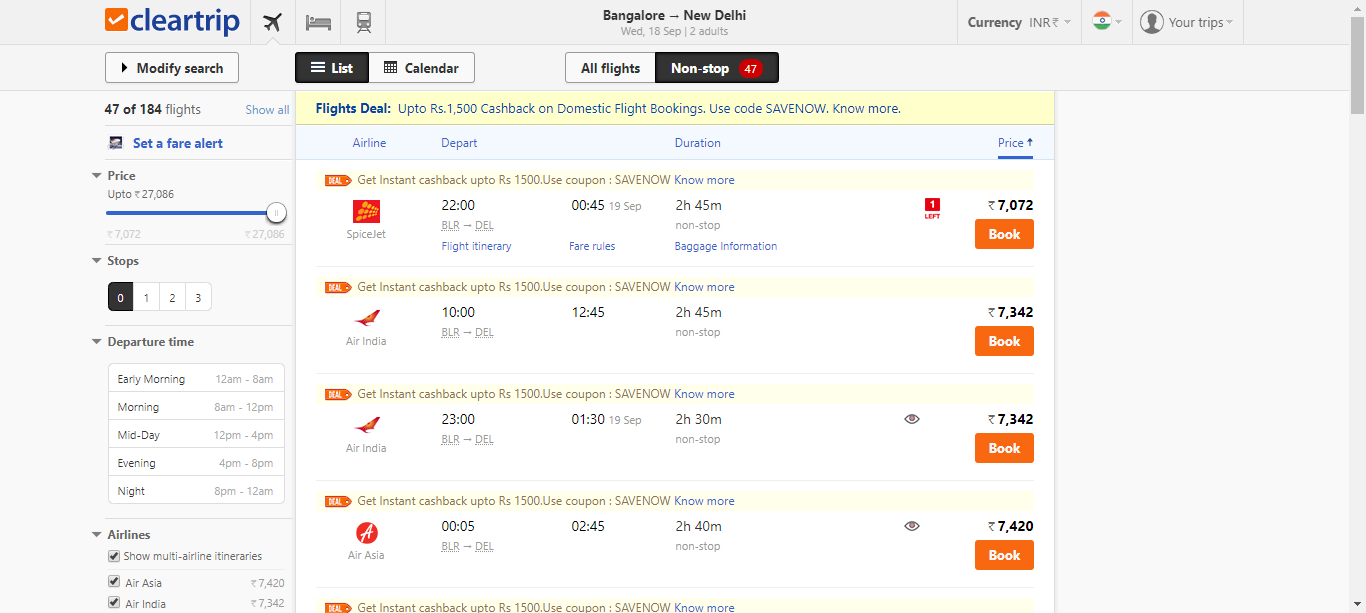 cleartrip
Bangalore → New Delhi
Wed, 18 Sep | 2 adults
Currency INR₹
Your trips
Modify search
List
Calendar
All flights
Non-stop 47
47 of 184 flights
Show all
Set a fare alert
Price
Upto ₹27,086
₹7,072 ₹27,086
Stops
0 1 2 3
Departure time
Early Morning 12am - 8am
Morning 8am - 12pm
Mid-Day 12pm - 4pm
Evening 4pm - 8pm
Night 8pm - 12am
Airlines
Show multi-airline itineraries
Air Asia ₹7,420
Air India ₹7,342
Flights Deal: Upto Rs.1,500 Cashback on Domestic Flight Bookings. Use code SAVENOW. Know more.
Airline Depart Duration Price ↑
DEAL Get Instant cashback upto Rs 1500.Use coupon : SAVENOW Know more
22:00 00:45 19 Sep 2h 45m 1 LEFT ₹7,072
SpiceJet BLR → DEL non-stop Book
Flight itinerary Fare rules Baggage Information
DEAL Get Instant cashback upto Rs 1500.Use coupon : SAVENOW Know more
10:00 12:45 2h 45m ₹7,342
Air India BLR → DEL non-stop Book
DEAL Get Instant cashback upto Rs 1500.Use coupon : SAVENOW Know more
23:00 01:30 19 Sep 2h 30m ₹7,342
Air India BLR → DEL non-stop Book
DEAL Get Instant cashback upto Rs 1500.Use coupon : SAVENOW Know more
00:05 02:45 2h 40m ₹7,420
Air Asia BLR → DEL non-stop Book
DEAL Get Instant cashback upto Rs 1500.Use coupon : SAVENOW Know more